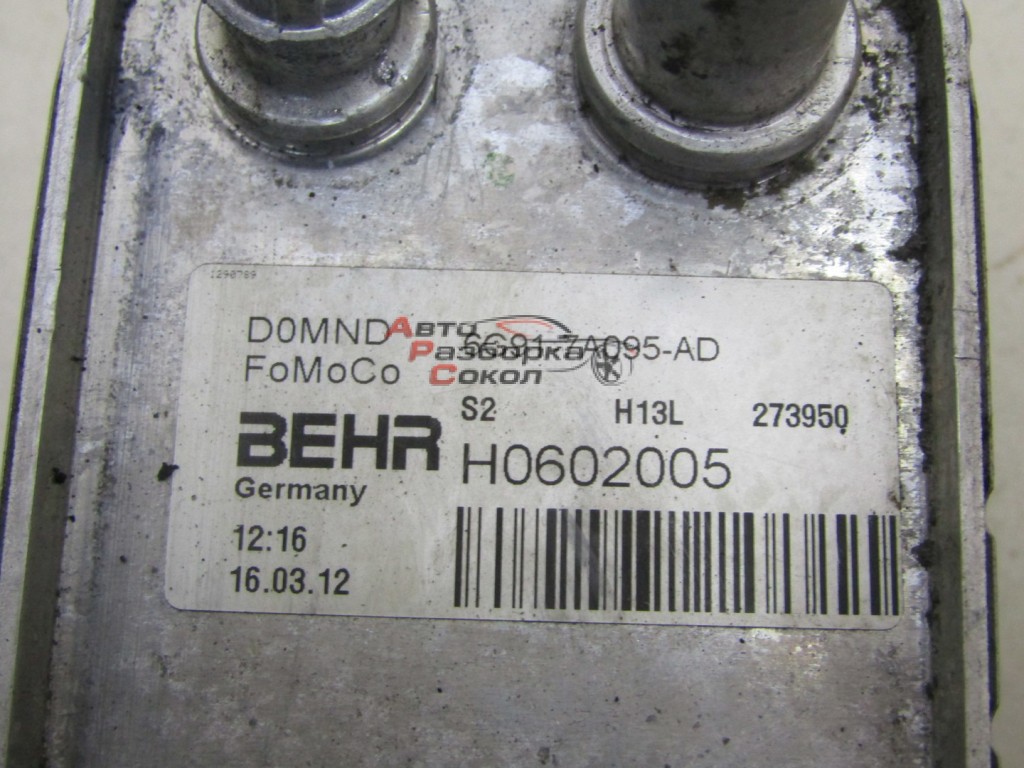 1290789
D0MND 6G91-7A095-AD
FoMoCo
Авто
Разборка
Сокол
S2 H13L 273950
BEHR H0602005
Germany
12:16
16.03.12